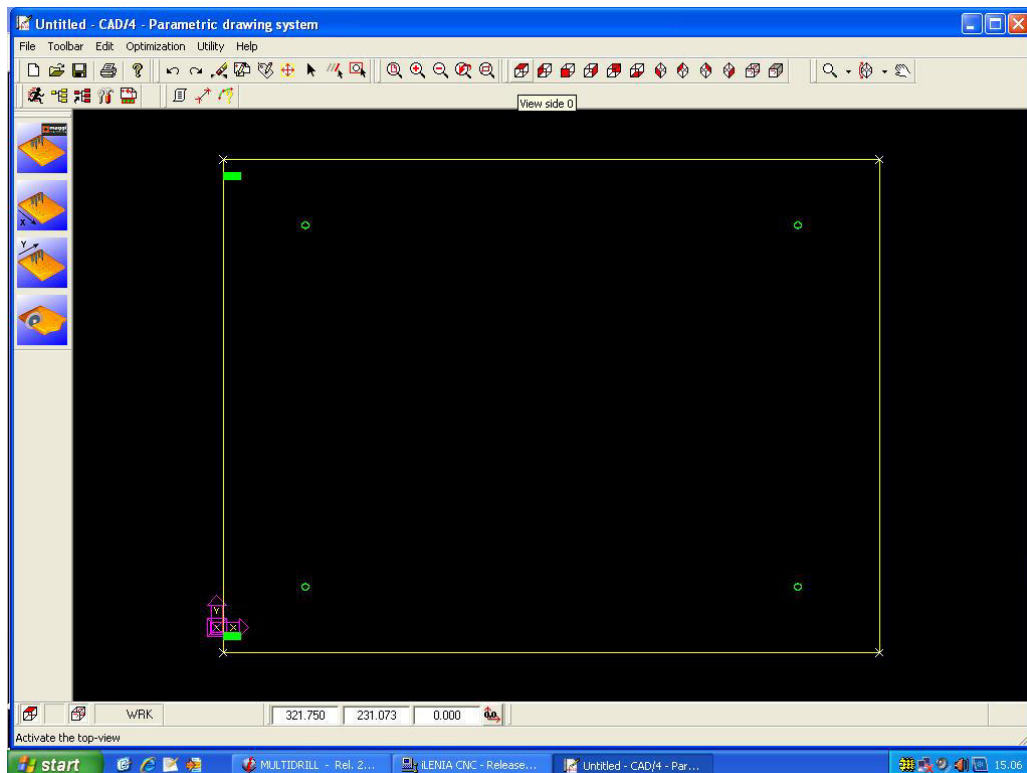 Untitled - CAD/4 - Parametric drawing system
File Toolbar Edit Optimization Utility Help
View side 0
maggi
X
Y
Y
X X
WRK 321.750 231.073 0.000
Activate the top-view
start MULTIDRILL - Rel. 2... iLENIA CNC - Release... Untitled - CAD/4 - Par... 15.06